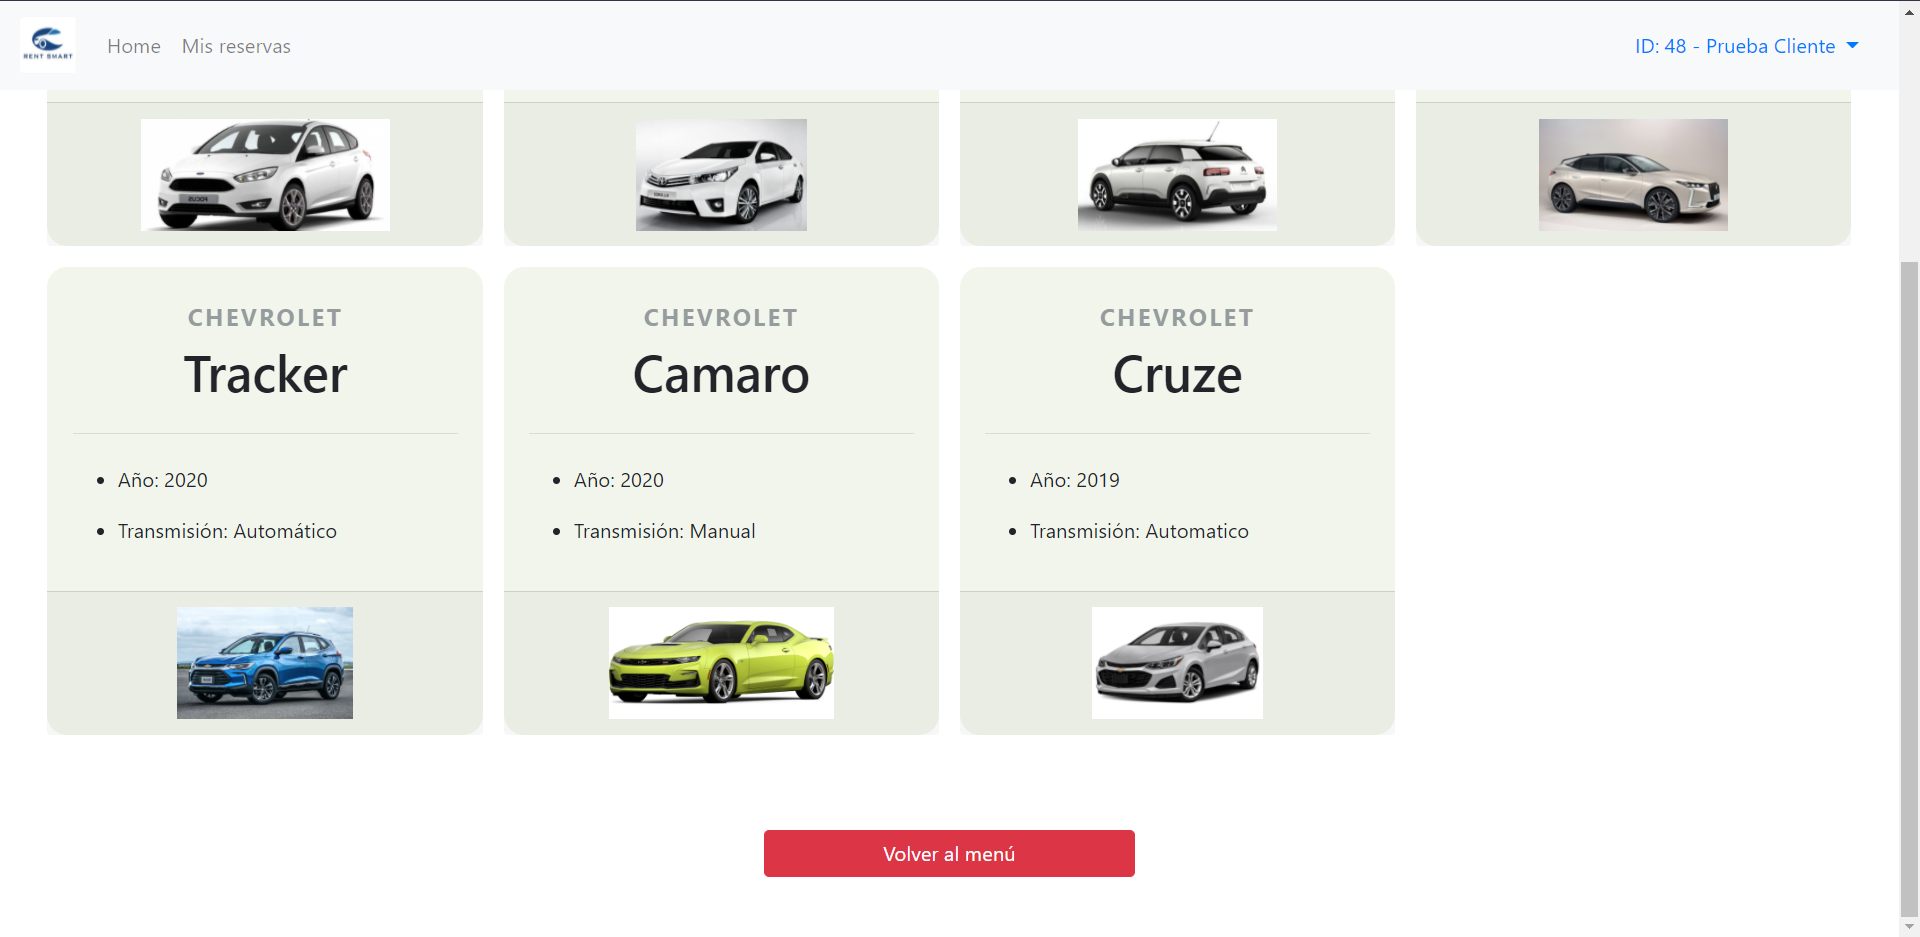 RENT SMART
Home
Mis reservas
ID: 48 - Prueba Cliente
CHEVROLET
Tracker
Año: 2020
Transmisión: Automático
CHEVROLET
Camaro
Año: 2020
Transmisión: Manual
CHEVROLET
Cruze
Año: 2019
Transmisión: Automatico
Volver al menú